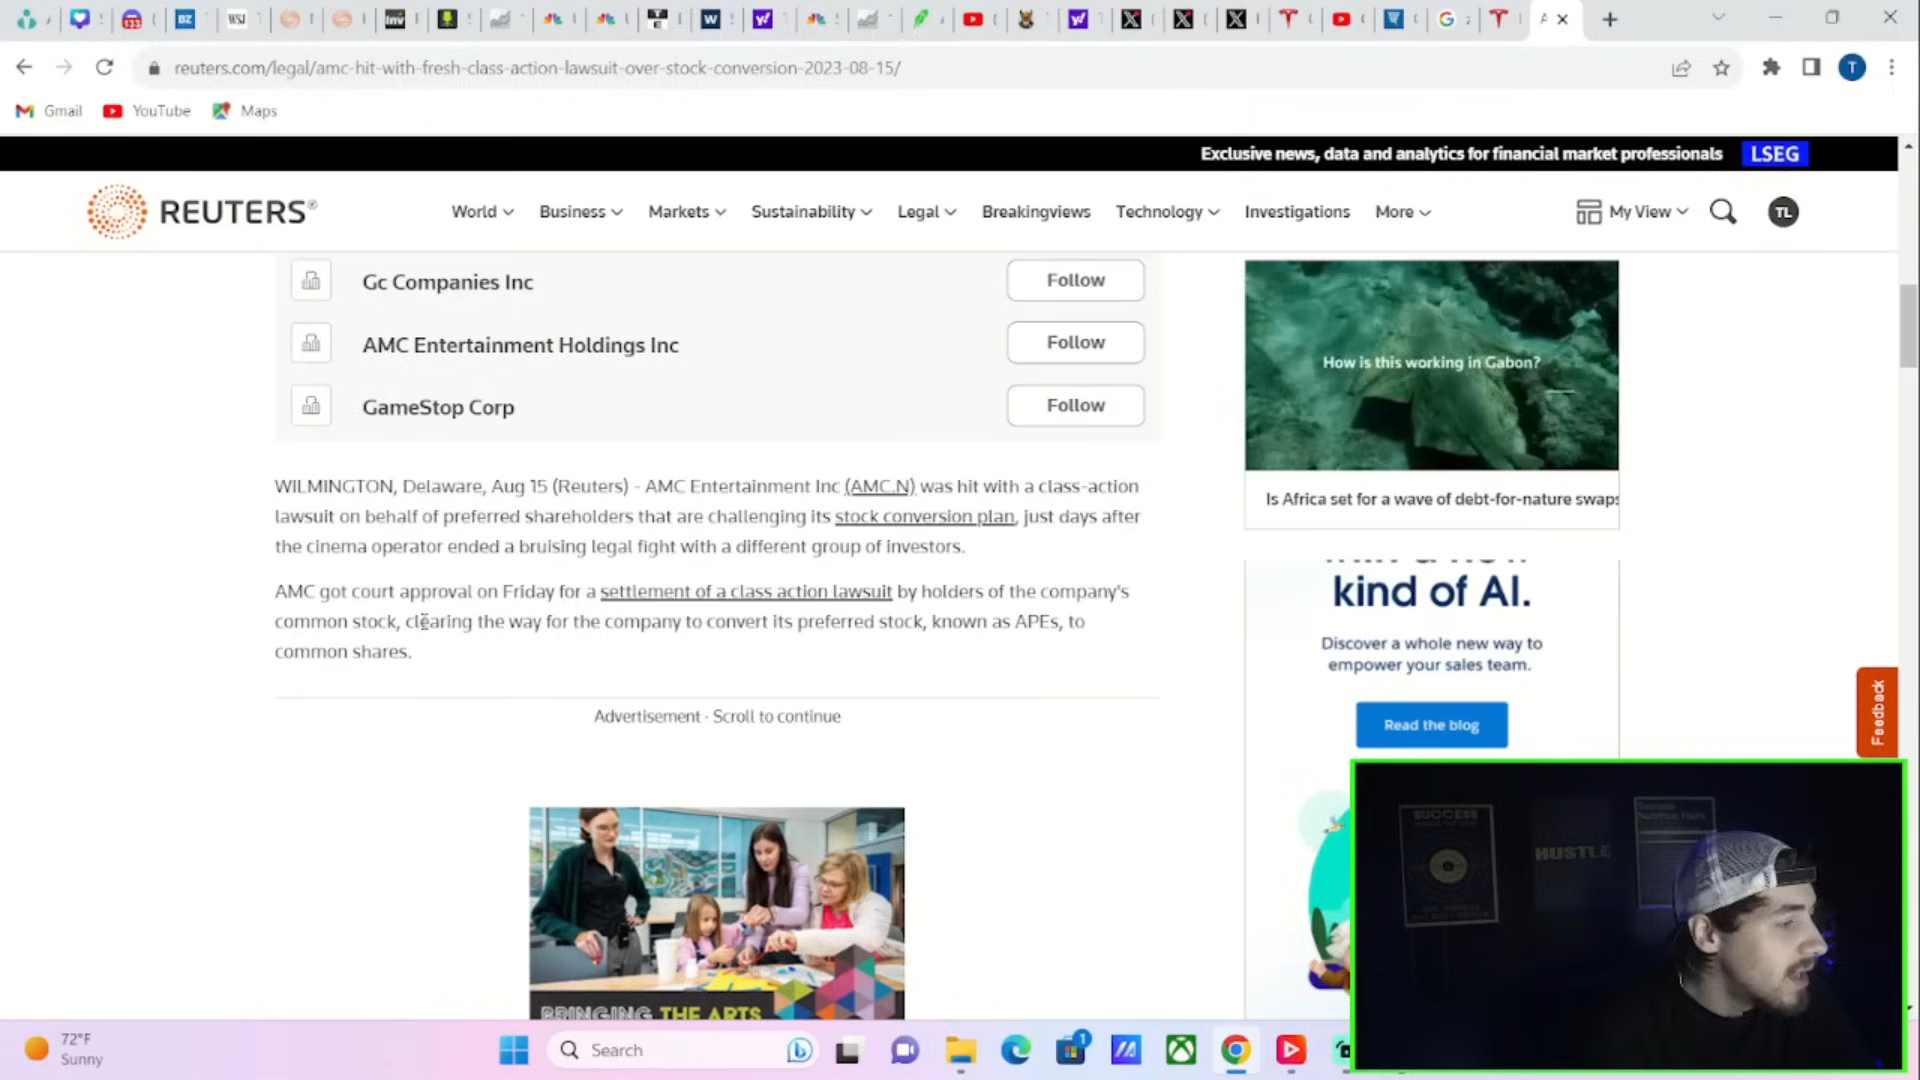 133
BZ
WSJ
Inv
W
reuters.com/legal/amc-hit-with-fresh-class-action-lawsuit-over-stock-conversion-2023-08-15/
T
Gmail
YouTube
Maps
Exclusive news, data and analytics for financial market professionals
LSEG
REUTERS®
World
Business
Markets
Sustainability
Legal
Breakingviews
Technology
Investigations
More
My View
TL
Gc Companies Inc
Follow
AMC Entertainment Holdings Inc
Follow
GameStop Corp
Follow
WILMINGTON, Delaware, Aug 15 (Reuters) - AMC Entertainment Inc (AMC.N) was hit with a class-action
lawsuit on behalf of preferred shareholders that are challenging its stock conversion plan, just days after
the cinema operator ended a bruising legal fight with a different group of investors.
AMC got court approval on Friday for a settlement of a class action lawsuit by holders of the company's
common stock, clearing the way for the company to convert its preferred stock, known as APEs, to
common shares.
Advertisement · Scroll to continue
BRINGING THE ARTS
How is this working in Gabon?
Is Africa set for a wave of debt-for-nature swaps
kind of AI.
Discover a whole new way to
empower your sales team.
Read the blog
Feedback
SUCCESS
HUSTLE
72°F
Sunny
Search
1